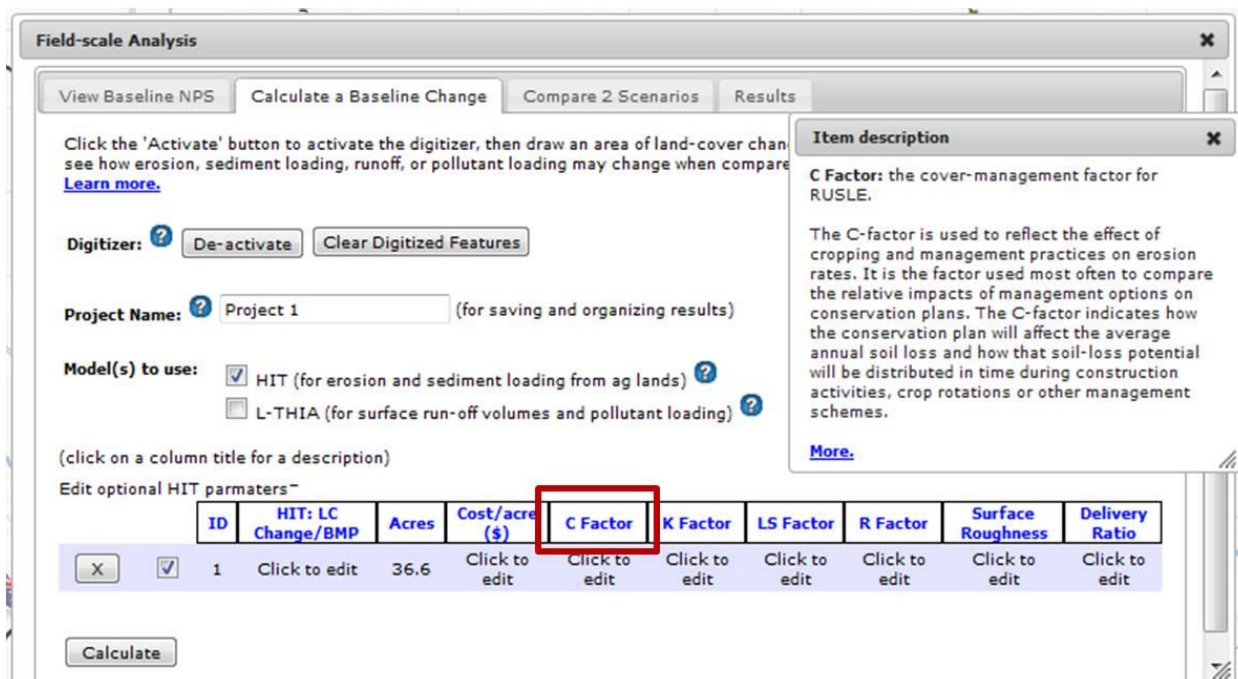 Field-scale Analysis
View Baseline NPS Calculate a Baseline Change Compare 2 Scenarios Results
Click the 'Activate' button to activate the digitizer, then draw an area of land-cover chan
see how erosion, sediment loading, runoff, or pollutant loading may change when compare
Learn more.
Digitizer: ? De-activate Clear Digitized Features
Project Name: ? Project 1 (for saving and organizing results)
Model(s) to use:
HIT (for erosion and sediment loading from ag lands) ?
L-THIA (for surface run-off volumes and pollutant loading) ?
Item description
C Factor: the cover-management factor for
RUSLE.
The C-factor is used to reflect the effect of
cropping and management practices on erosion
rates. It is the factor used most often to compare
the relative impacts of management options on
conservation plans. The C-factor indicates how
the conservation plan will affect the average
annual soil loss and how that soil-loss potential
will be distributed in time during construction
activities, crop rotations or other management
schemes.
More.
(click on a column title for a description)
Edit optional HIT parmaters-
ID HIT: LC Change/BMP Acres Cost/acre ($) C Factor K Factor LS Factor R Factor Surface Roughness Delivery Ratio
X 1 Click to edit 36.6 Click to edit Click to edit Click to edit Click to edit Click to edit Click to edit Click to edit
Calculate